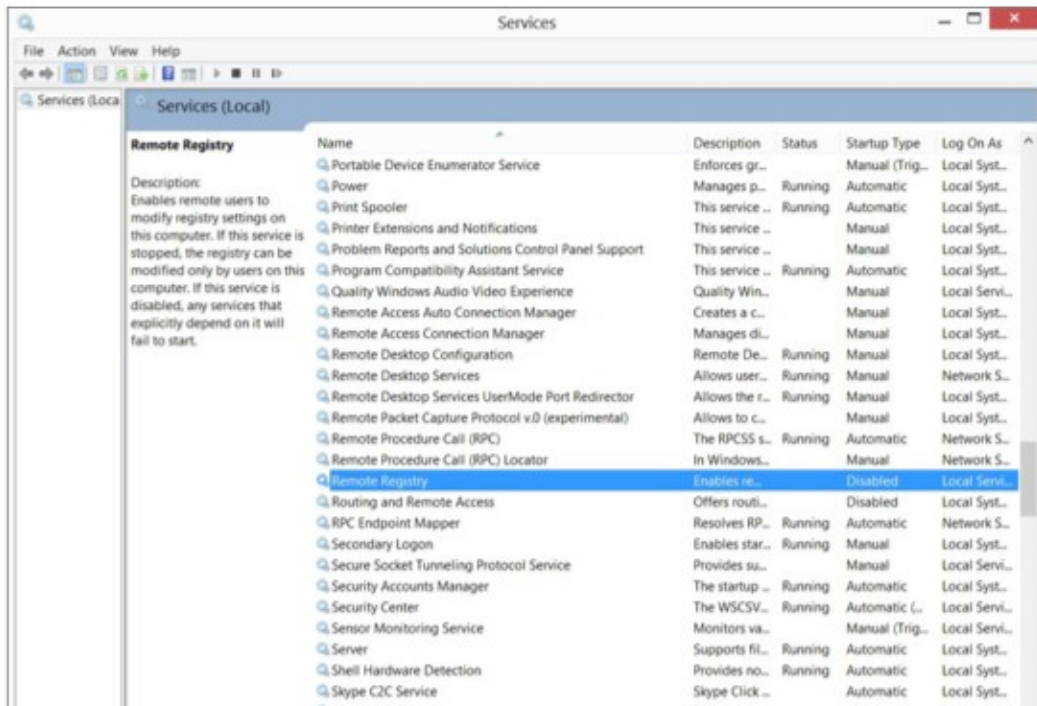 Services
File Action View Help
Services (Loca
Services (Local)
Remote Registry
Description:
Enables remote users to
modify registry settings on
this computer. If this service is
stopped, the registry can be
modified only by users on this
computer. If this service is
disabled, any services that
explicitly depend on it will
fail to start.
Name Description Status Startup Type Log On As
Portable Device Enumerator Service Enforces gr... Manual (Trig... Local Syst...
Power Manages p... Running Automatic Local Syst...
Print Spooler This service ... Running Automatic Local Syst...
Printer Extensions and Notifications This service ... Manual Local Syst...
Problem Reports and Solutions Control Panel Support This service ... Manual Local Syst...
Program Compatibility Assistant Service This service ... Running Automatic Local Syst...
Quality Windows Audio Video Experience Quality Win... Manual Local Servi...
Remote Access Auto Connection Manager Creates a c... Manual Local Syst...
Remote Access Connection Manager Manages di... Manual Local Syst...
Remote Desktop Configuration Remote De... Running Manual Local Syst...
Remote Desktop Services Allows user... Running Manual Network S...
Remote Desktop Services UserMode Port Redirector Allows the r... Running Manual Local Syst...
Remote Packet Capture Protocol v.0 (experimental) Allows to c... Manual Local Syst...
Remote Procedure Call (RPC) The RPCSS s... Running Automatic Network S...
Remote Procedure Call (RPC) Locator In Windows... Manual Network S...
Remote Registry Enables re... Disabled Local Servi...
Routing and Remote Access Offers routi... Disabled Local Syst...
RPC Endpoint Mapper Resolves RP... Running Automatic Network S...
Secondary Logon Enables star... Running Manual Local Syst...
Secure Socket Tunneling Protocol Service Provides su... Manual Local Servi...
Security Accounts Manager The startup ... Running Automatic Local Syst...
Security Center The WSCSV... Running Automatic (... Local Servi...
Sensor Monitoring Service Monitors va... Manual (Trig... Local Servi...
Server Supports fil... Running Automatic Local Syst...
Shell Hardware Detection Provides no... Running Automatic Local Syst...
Skype C2C Service Skype Click ... Automatic Local Syst...